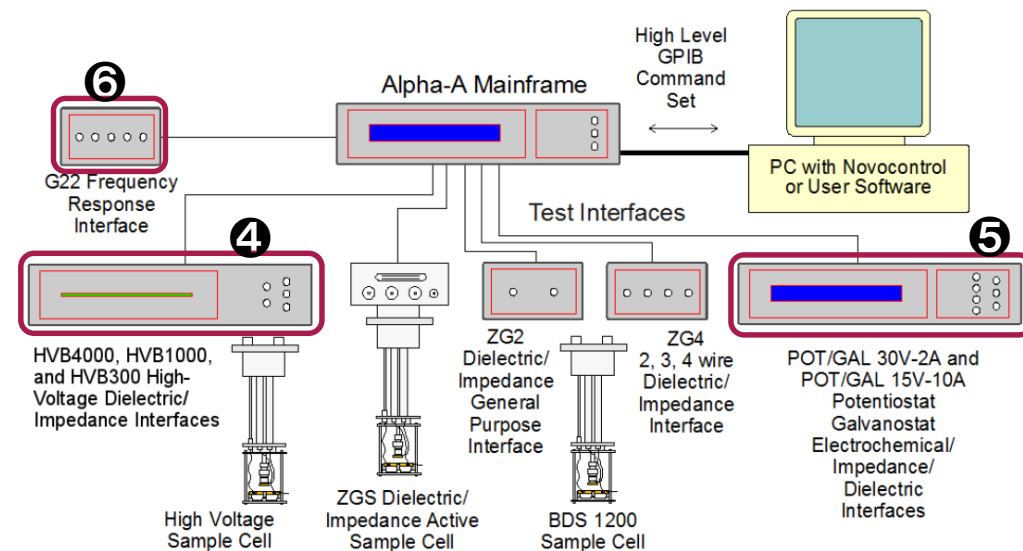 High Level
GPIB
Command
Set
❻
Alpha-A Mainframe
PC with Novocontrol
or User Software
G22 Frequency
Response
Interface
Test Interfaces
❹
❺
HVB4000, HVB1000,
and HVB300 High-
Voltage Dielectric/
Impedance Interfaces
ZG2
Dielectric/
Impedance
General
Purpose
Interface
ZG4
2, 3, 4 wire
Dielectric/
Impedance
Interface
POT/GAL 30V-2A and
POT/GAL 15V-10A
Potentiostat
Galvanostat
Electrochemical/
Impedance/
Dielectric
Interfaces
High Voltage
Sample Cell
ZGS Dielectric/
Impedance Active
Sample Cell
BDS 1200
Sample Cell